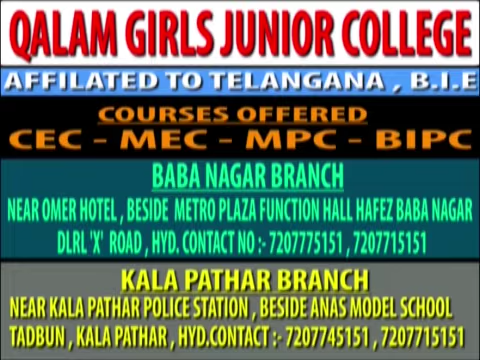 QALAM GIRLS JUNIOR COLLEGE
AFFILATED TO TELANGANA , B.I.E
COURSES OFFERED
CEC - MEC - MPC - BIPC
BABA NAGAR BRANCH
NEAR OMER HOTEL , BESIDE METRO PLAZA FUNCTION HALL HAFEZ BABA NAGAR
DLRL 'X' ROAD , HYD. CONTACT NO :- 7207775151 , 7207715151
KALA PATHAR BRANCH
NEAR KALA PATHAR POLICE STATION , BESIDE ANAS MODEL SCHOOL
TADBUN , KALA PATHAR , HYD.CONTACT :- 7207745151 , 7207715151